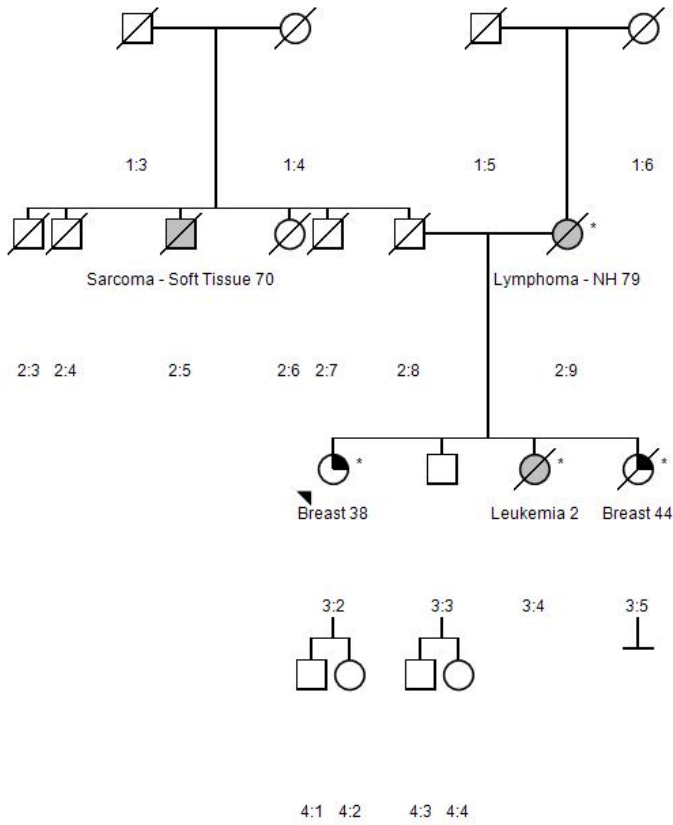 1:3 1:4 1:5 1:6
*
Sarcoma - Soft Tissue 70 Lymphoma - NH 79
2:3 2:4 2:5 2:6 2:7 2:8 2:9
* * *
Breast 38 Leukemia 2 Breast 44
3:2 3:3 3:4 3:5
4:1 4:2 4:3 4:4